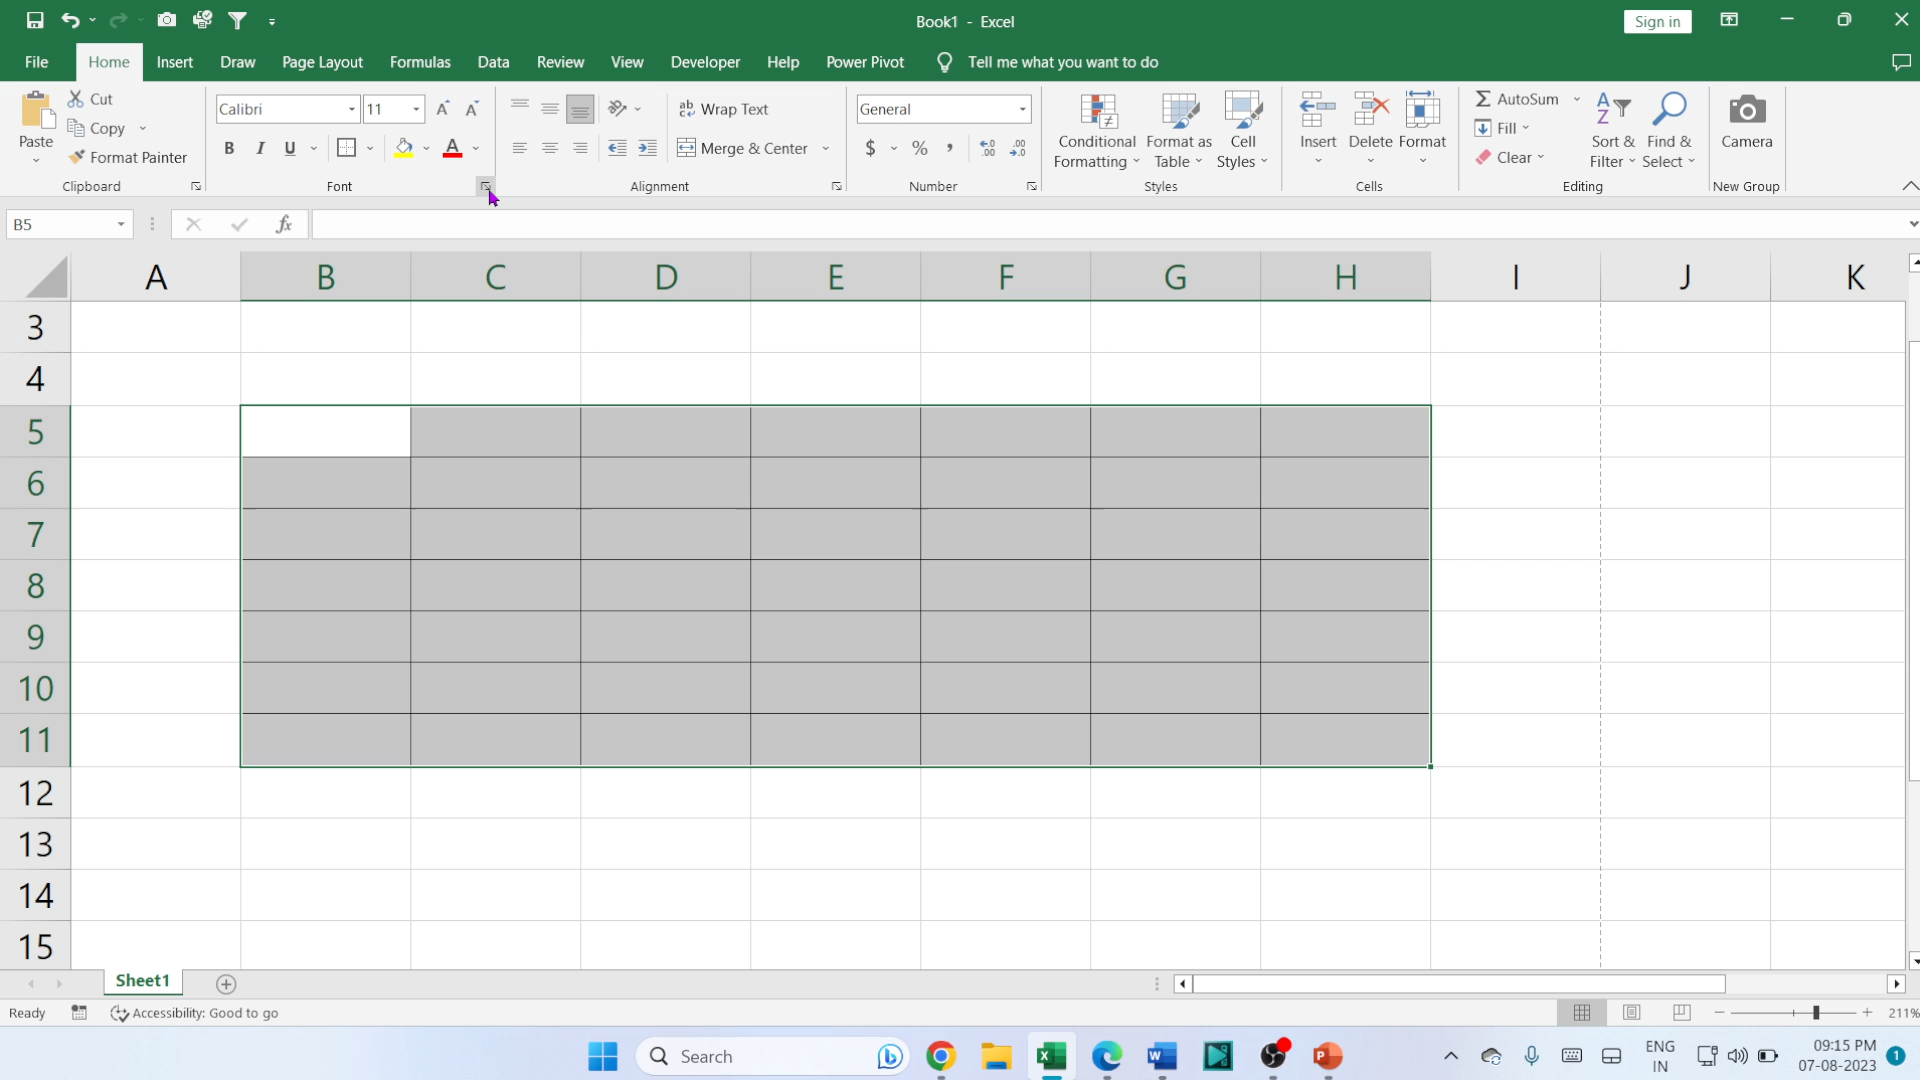 Book1 - Excel
Sign in
File Home Insert Draw Page Layout Formulas Data Review View Developer Help Power Pivot Tell me what you want to do
Paste
Cut
Copy
Format Painter
Clipboard
Calibri 11
B I U A
Font
ab Wrap Text
Merge & Center
Alignment
General
$ % ,
Number
Conditional Formatting
Format as Table
Cell Styles
Styles
Insert Delete Format
Cells
AutoSum
Fill
Clear
Sort & Filter
Find & Select
Editing
Camera
New Group
B5 fx
A B C D E F G H I J K
3
4
5
6
7
8
9
10
11
12
13
14
15
Sheet1
Ready Accessibility: Good to go 211%
Search
ENG IN
09:15 PM
07-08-2023
1